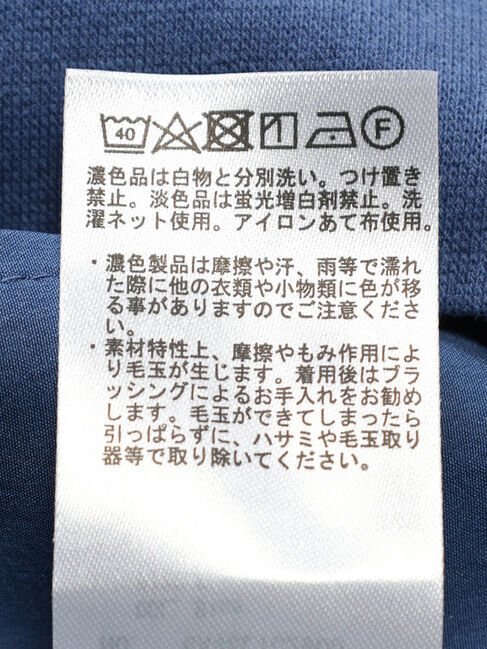 40 F
濃色品は白物と分別洗い。つけ置き
禁止。淡色品は蛍光増白剤禁止。洗
濯ネット使用。アイロンあて布使用。
・濃色製品は摩擦や汗、雨等で濡れ
た際に他の衣類や小物類に色が移
る事がありますのでご注意くださ
い。
・素材特性上、摩擦やもみ作用によ
り毛玉が生じます。着用後はブラ
ッシングによるお手入れをお勧め
します。毛玉ができてしまったら
引っぱらずに、ハサミや毛玉取り
器等で取り除いてください。